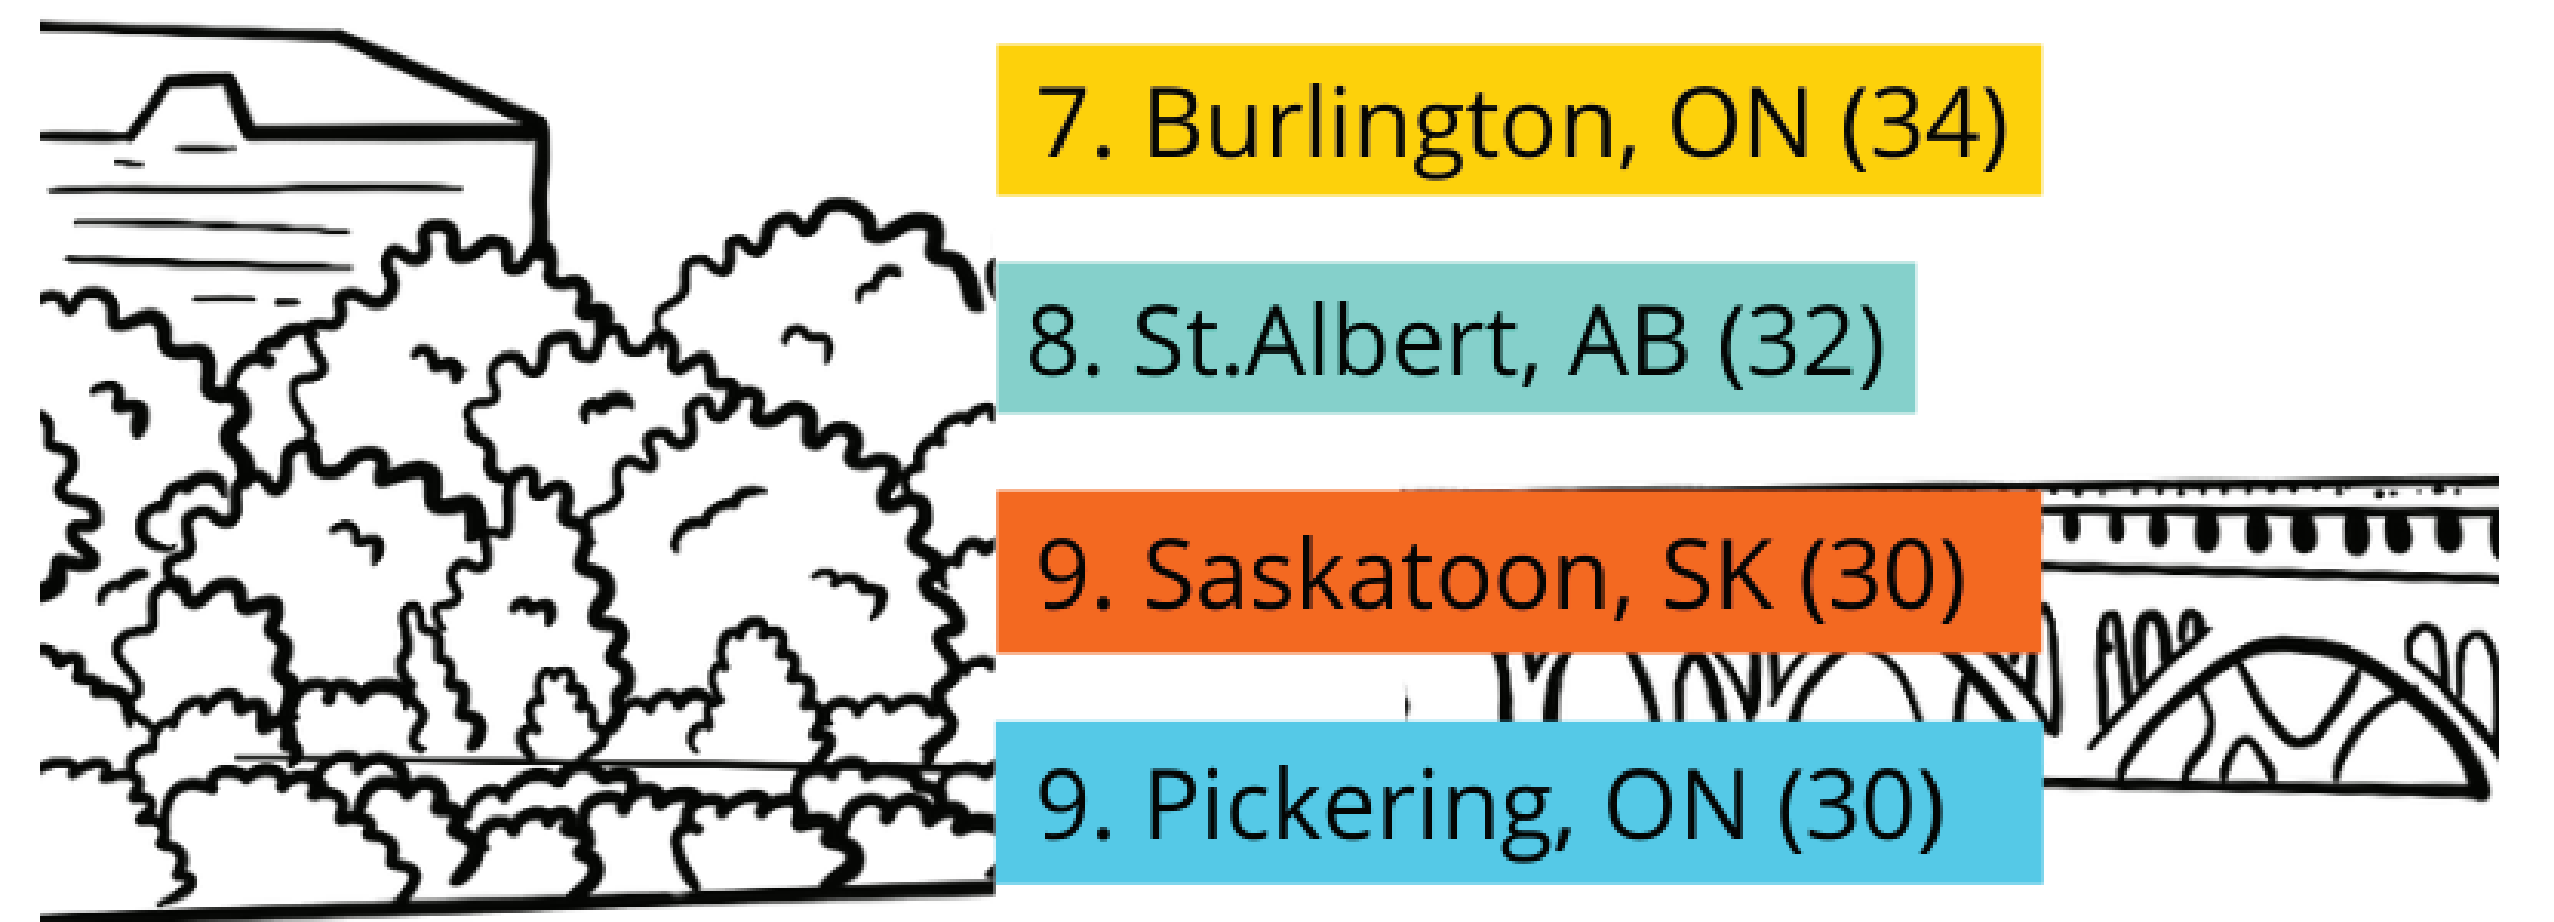 7. Burlington, ON (34)
8. St.Albert, AB (32)
9. Saskatoon, SK (30)
9. Pickering, ON (30)